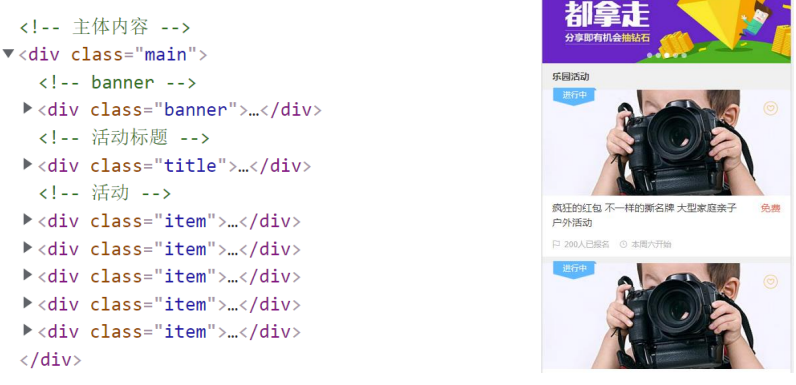 <!-- 主体内容 -->
▼<div class="main">
<!-- banner -->
▶<div class="banner">…</div>
<!-- 活动标题 -->
▶<div class="title">…</div>
<!-- 活动 -->
▶<div class="item">…</div>
▶<div class="item">…</div>
▶<div class="item">…</div>
▶<div class="item">…</div>
▶<div class="item">…</div>
</div>
都拿走
分享即有机会抽钻石
乐园活动
进行中
疯狂的红包 不一样的撕名牌 大型家庭亲子 免费
户外活动
200人已报名 本周六开始
进行中